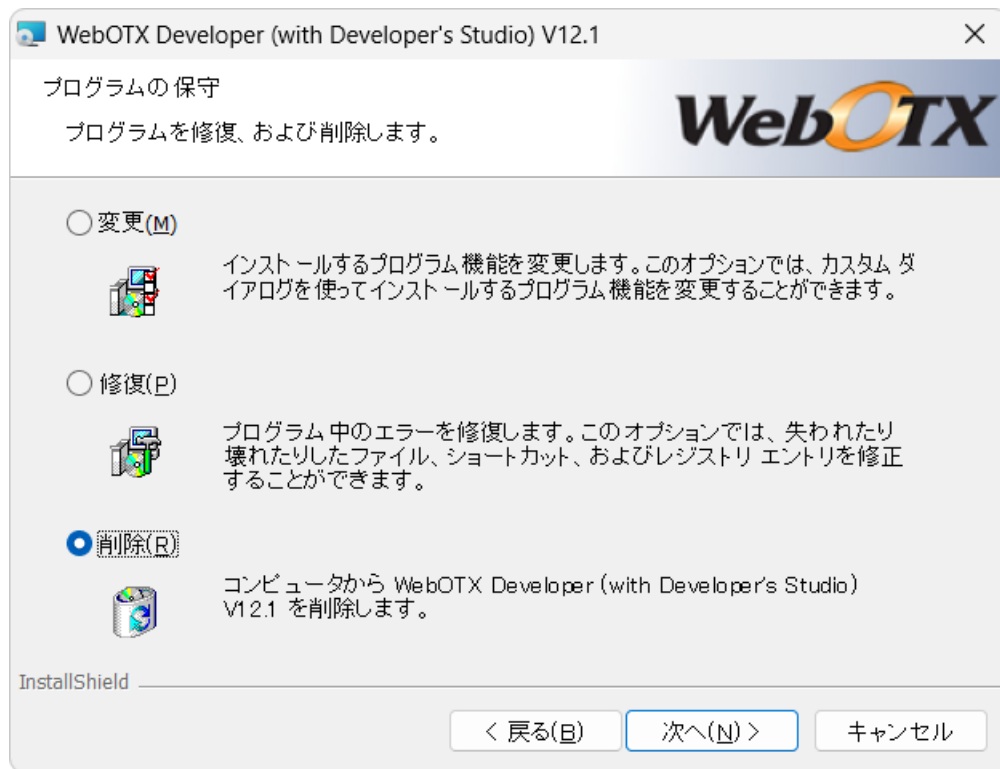 WebOTX Developer (with Developer's Studio) V12.1
プログラムの保守
プログラムを修復、および削除します。
WebOTX
変更(M)
インストールするプログラム機能を変更します。このオプションでは、カスタム ダ
イアログを使ってインストールするプログラム機能を変更することができます。
修復(P)
プログラム中のエラーを修復します。このオプションでは、失われたり
壊れたりしたファイル、ショートカット、およびレジストリ エントリを修正
することができます。
削除(R)
コンピュータから WebOTX Developer (with Developer's Studio)
V12.1 を削除します。
InstallShield
< 戻る(B)
次へ(N) >
キャンセル